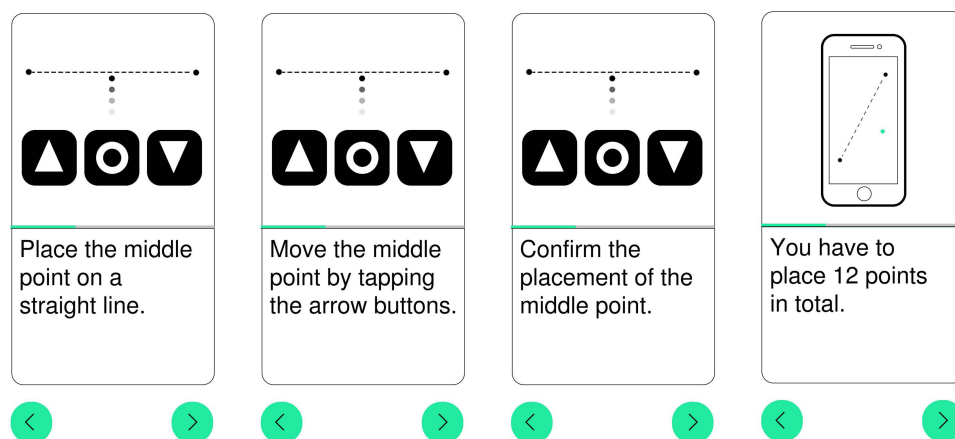 Place the middle
point on a
straight line.
Move the middle
point by tapping
the arrow buttons.
Confirm the
placement of the
middle point.
You have to
place 12 points
in total.